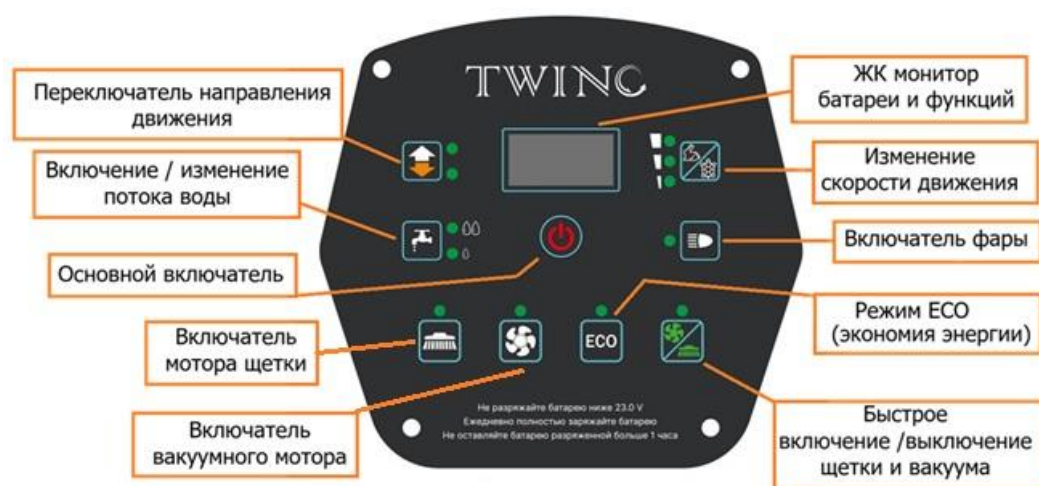 TWINC
ЖК монитор
батареи и функций
Переключатель направления
движения
Включение / изменение
потока воды
Изменение
скорости движения
Включатель фары
Основной включатель
Режим ECO
(экономия энергии)
Включатель
мотора щетки
ECO
Не разряжайте батарею ниже 23.0 V
Ежедневно полностью заряжайте батарею
Не оставляйте батарею разряженной больше 1 часа
Включатель
вакуумного мотора
Быстрое
включение /выключение
щетки и вакуума